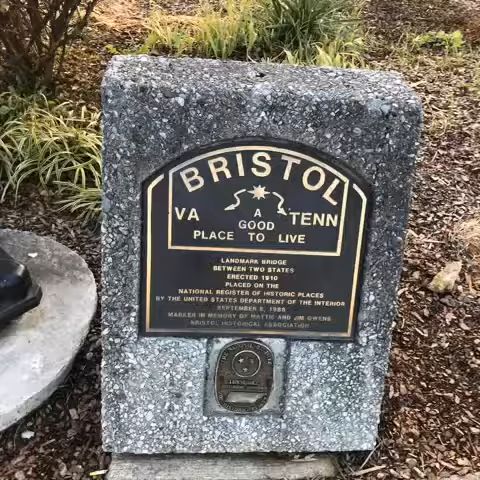 BRISTOL
VA TENN
A
GOOD
PLACE TO LIVE
LANDMARK BRIDGE
BETWEEN TWO STATES
ERECTED 1910
PLACED ON THE
NATIONAL REGISTER OF HISTORIC PLACES
BY THE UNITED STATES DEPARTMENT OF THE INTERIOR
SEPTEMBER 8, 1988
MARKER IN MEMORY OF HATTIE AND JIM OWENS
BRISTOL HISTORICAL ASSOCIATION